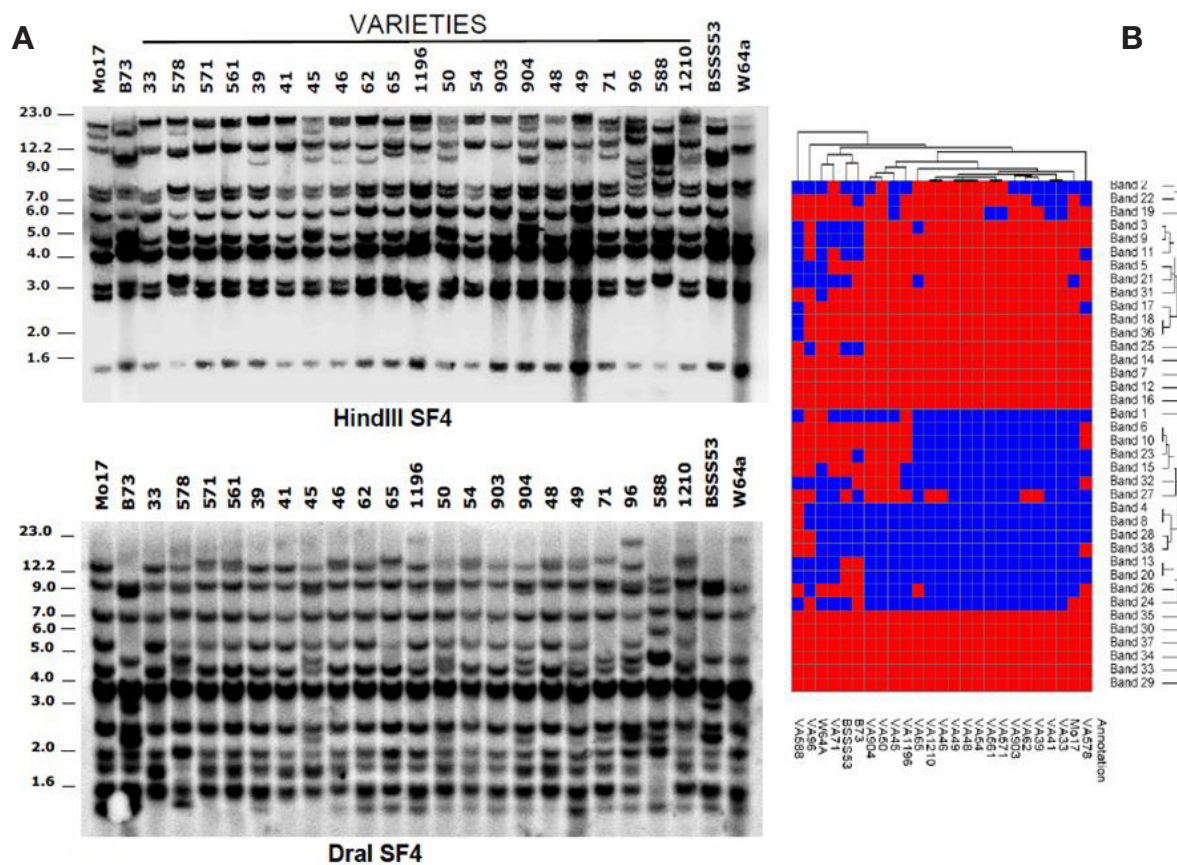 A
VARIETIES
Mo17
B73
33
578
571
561
39
41
45
46
62
65
1196
50
54
903
904
48
49
71
96
588
1210
BSSS53
W64a
23.0
12.2
9.0
7.0
6.0
5.0
4.0
3.0
2.0
1.6
HindIII SF4
Mo17
B73
33
578
571
561
39
41
45
46
62
65
1196
50
54
903
904
48
49
71
96
588
1210
BSSS53
W64a
23.0
12.2
9.0
7.0
6.0
5.0
4.0
3.0
2.0
1.6
DraI SF4
B
Band 2
Band 22
Band 19
Band 3
Band 9
Band 11
Band 5
Band 21
Band 31
Band 17
Band 18
Band 36
Band 25
Band 14
Band 7
Band 12
Band 16
Band 1
Band 6
Band 10
Band 23
Band 15
Band 32
Band 27
Band 4
Band 8
Band 28
Band 38
Band 13
Band 20
Band 26
Band 24
Band 35
Band 30
Band 37
Band 34
Band 33
Band 29
VA588
VA96
W64A
VA71
BSSS53
B73
VA904
VA50
VA45
VA1196
VA65
VA1210
VA46
VA49
VA48
VA54
VA561
VA571
VA903
VA62
VA39
VA41
VA33
Mo17
VA578
Annotation